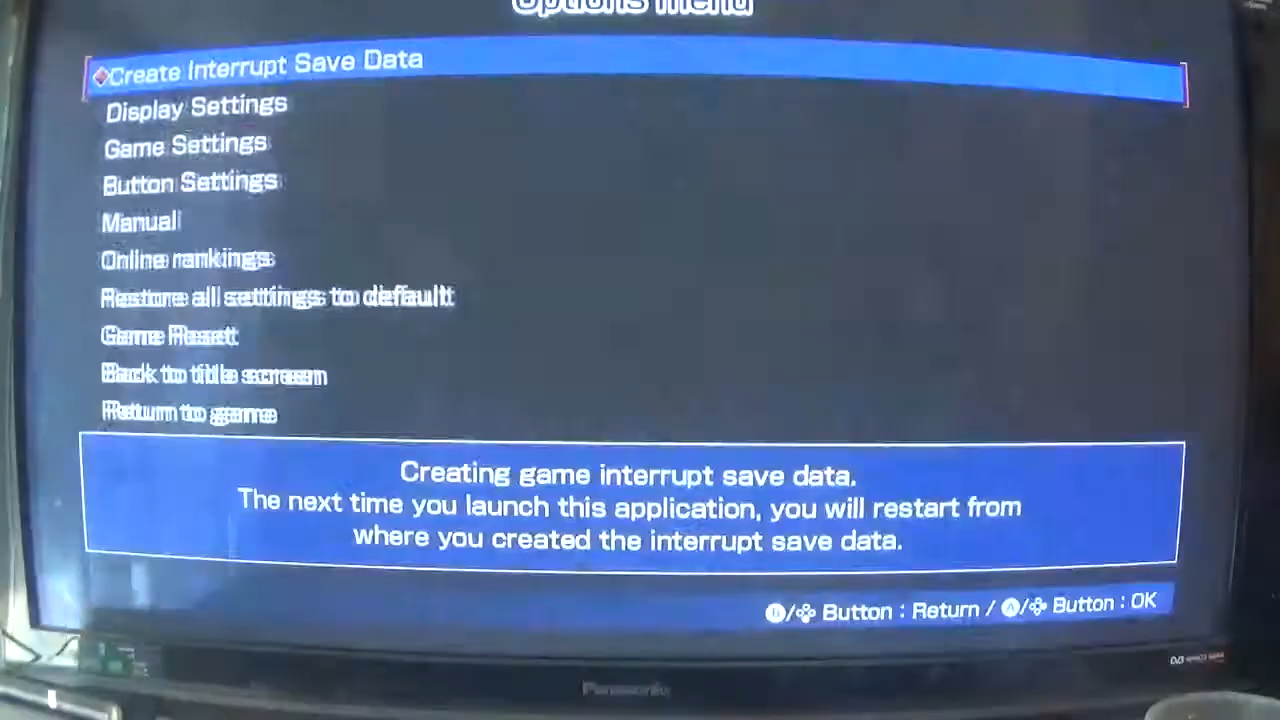 Options menu
Create Interrupt Save Data
Display Settings
Game Settings
Button Settings
Manual
Online rankings
Restore all settings to default
Game Reset
Back to title screen
Return to game
Creating game interrupt save data.
The next time you launch this application, you will restart from
where you created the interrupt save data.
B/ Button : Return / A/ Button : OK
Panasonic